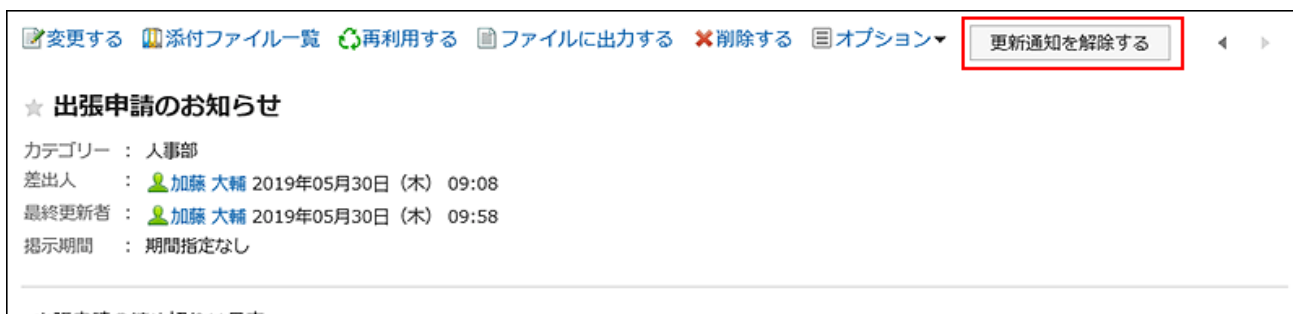 変更する 添付ファイル一覧 再利用する ファイルに出力する 削除する オプション 更新通知を解除する
出張申請のお知らせ
カテゴリー : 人事部
差出人 : 加藤 大輔 2019年05月30日（木） 09:08
最終更新者 : 加藤 大輔 2019年05月30日（木） 09:58
掲示期間 : 期間指定なし